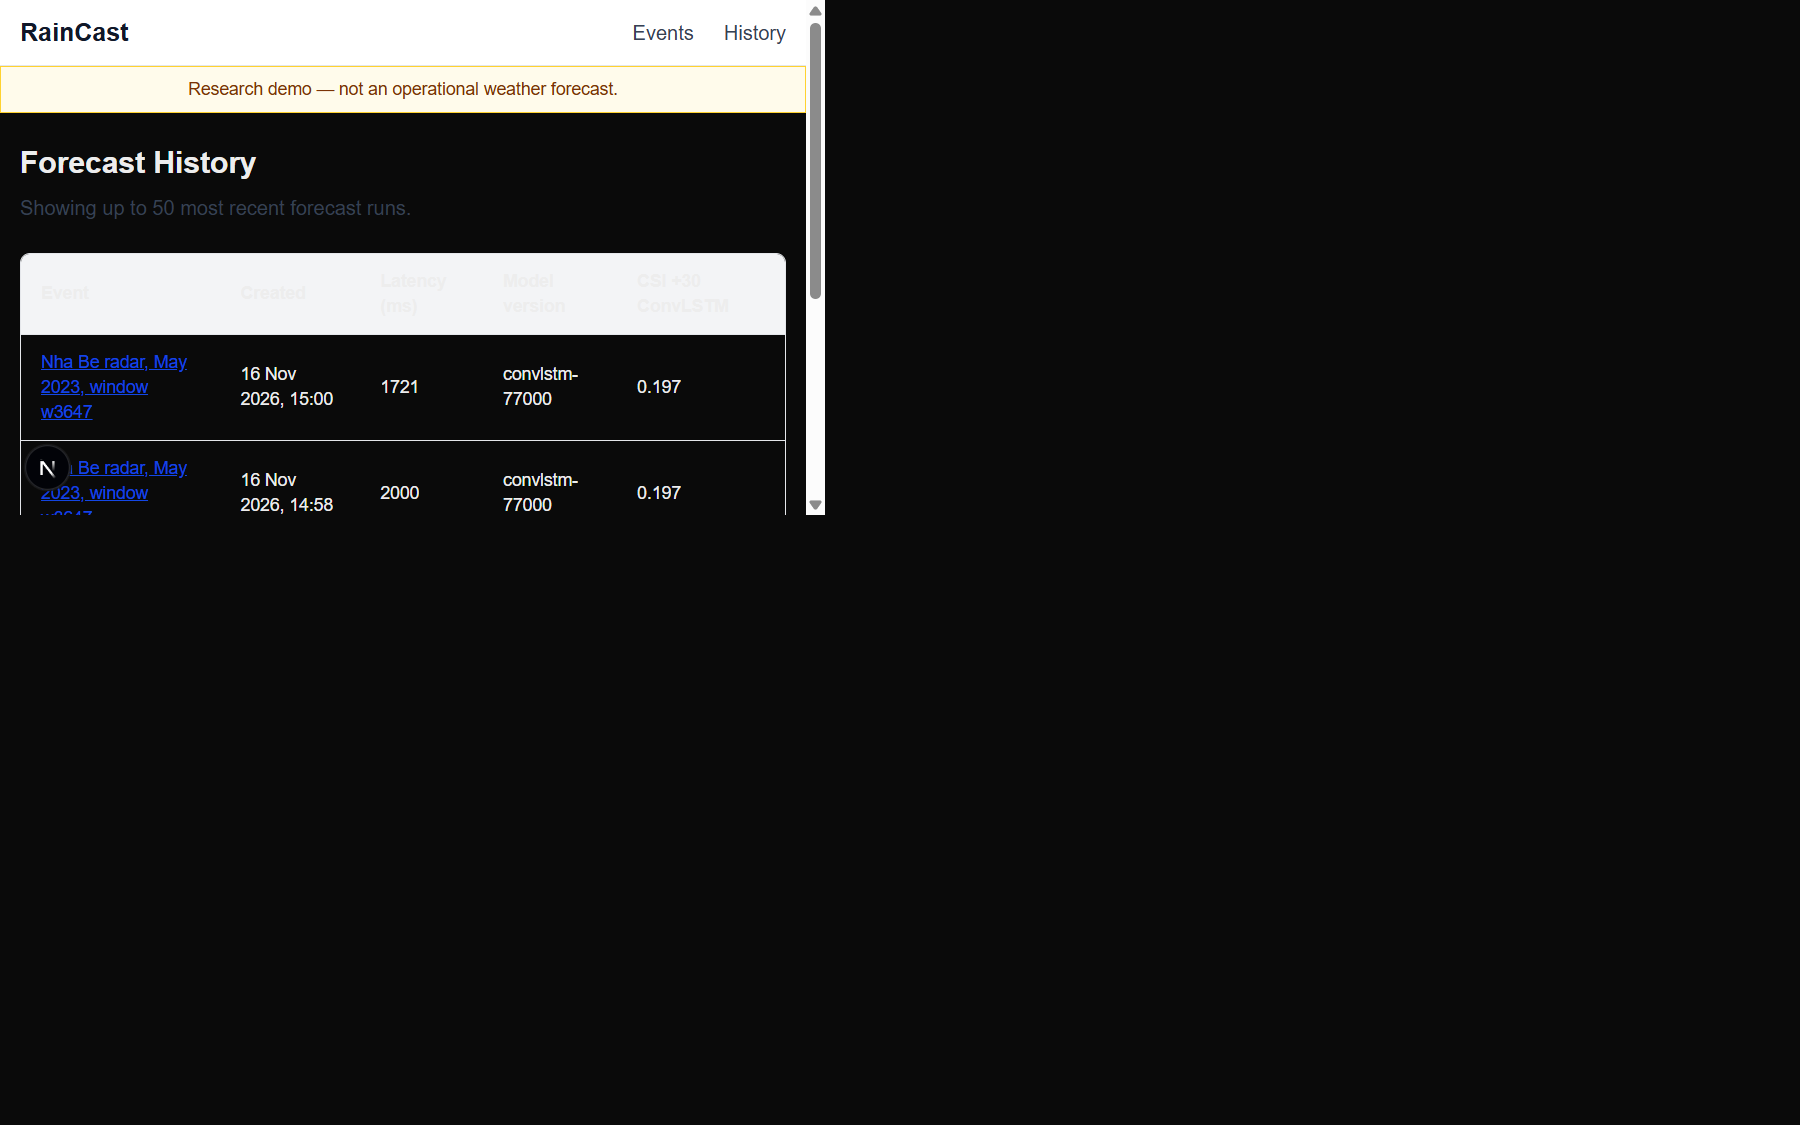 RainCast
Events
History
Research demo — not an operational weather forecast.
Forecast History
Showing up to 50 most recent forecast runs.
Event
Created
Latency
(ms)
Model
version
CSI +30
ConvLSTM
Nha Be radar, May
2023, window
w3647
16 Nov
2026, 15:00
1721
convlstm-
77000
0.197
N
Be radar, May
2023, window
16 Nov
2026, 14:58
2000
convlstm-
77000
0.197